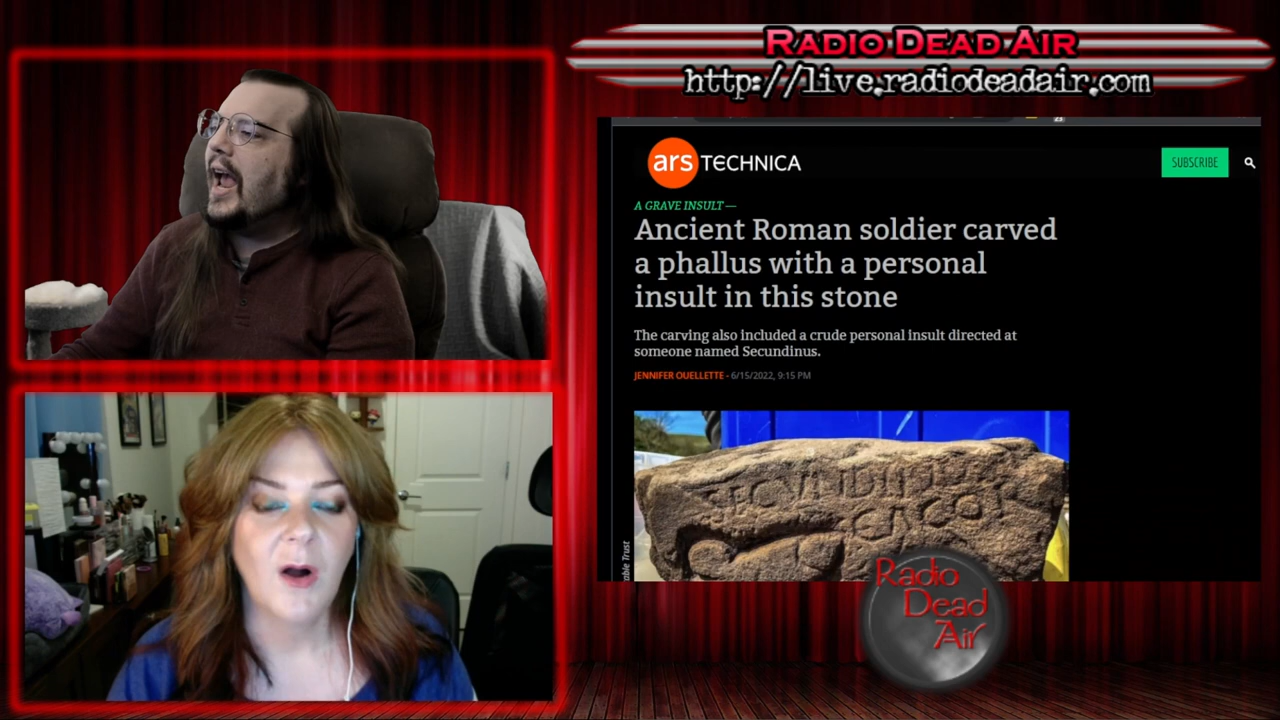 RADIO DEAD AIR
http://live.radiodeadair.com
ars TECHNICA
SUBSCRIBE
A GRAVE INSULT —
Ancient Roman soldier carved
a phallus with a personal
insult in this stone
The carving also included a crude personal insult directed at
someone named Secundinus.
JENNIFER OUELLETTE - 6/15/2022, 9:15 PM
able Trust
Radio
Dead
Air